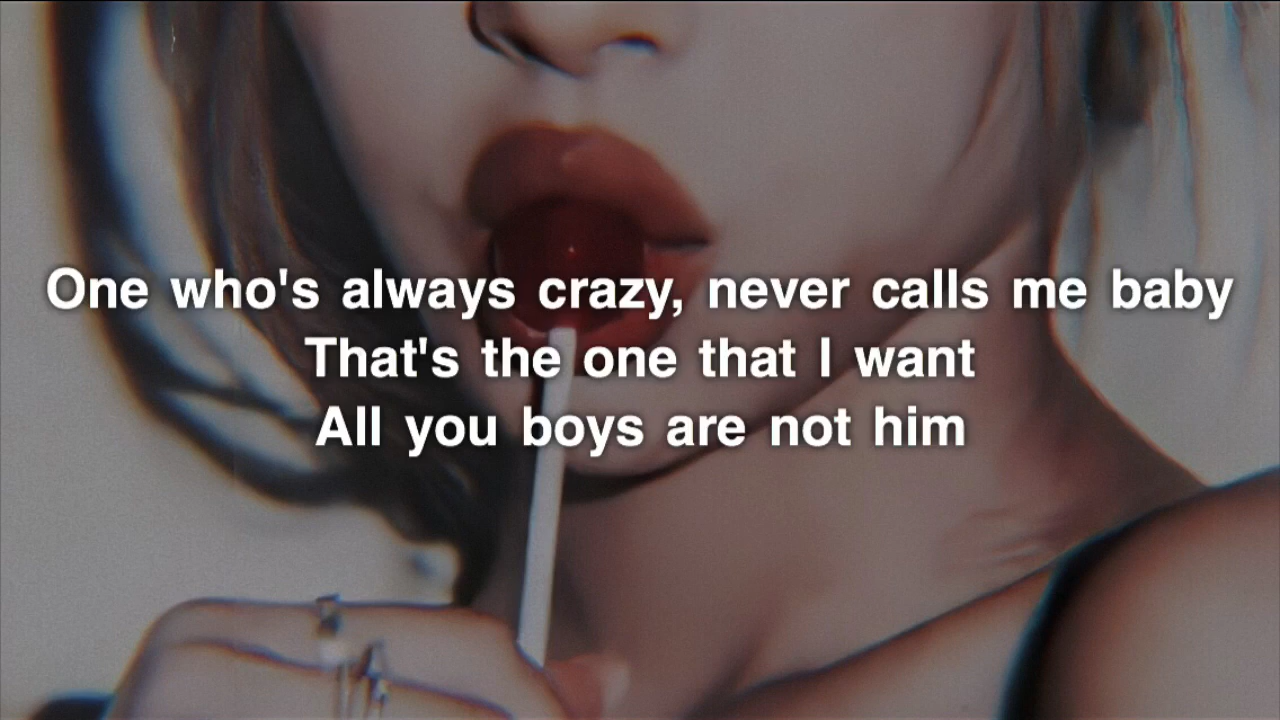 One who's always crazy, never calls me baby
That's the one that I want
All you boys are not him